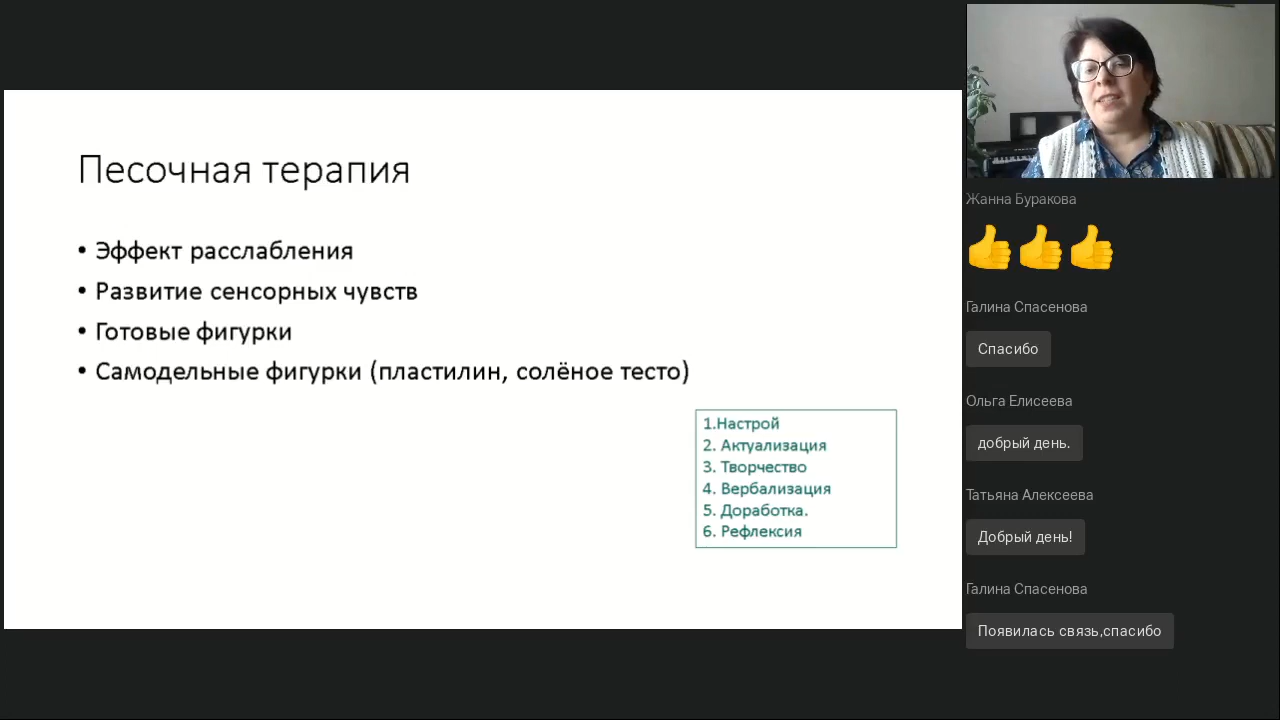 Песочная терапия
• Эффект расслабления
• Развитие сенсорных чувств
• Готовые фигурки
• Самодельные фигурки (пластилин, солёное тесто)
1.Настрой
2. Актуализация
3. Творчество
4. Вербализация
5. Доработка.
6. Рефлексия
Жанна Буракова
👍👍👍
Галина Спасенова
Спасибо
Ольга Елисеева
добрый день.
Татьяна Алексеева
Добрый день!
Галина Спасенова
Появилась связь,спасибо